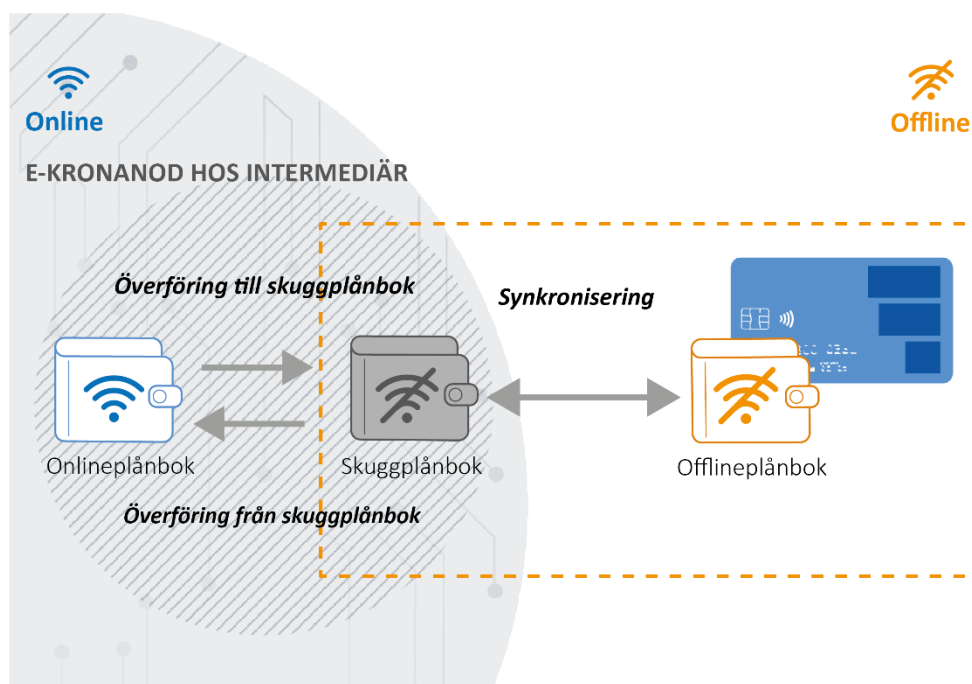 Online
Offline
E-KRONANOD HOS INTERMEDIÄR
Överföring till skuggplånbok
Synkronisering
Onlineplånbok
Skuggplånbok
Offlineplånbok
Överföring från skuggplånbok